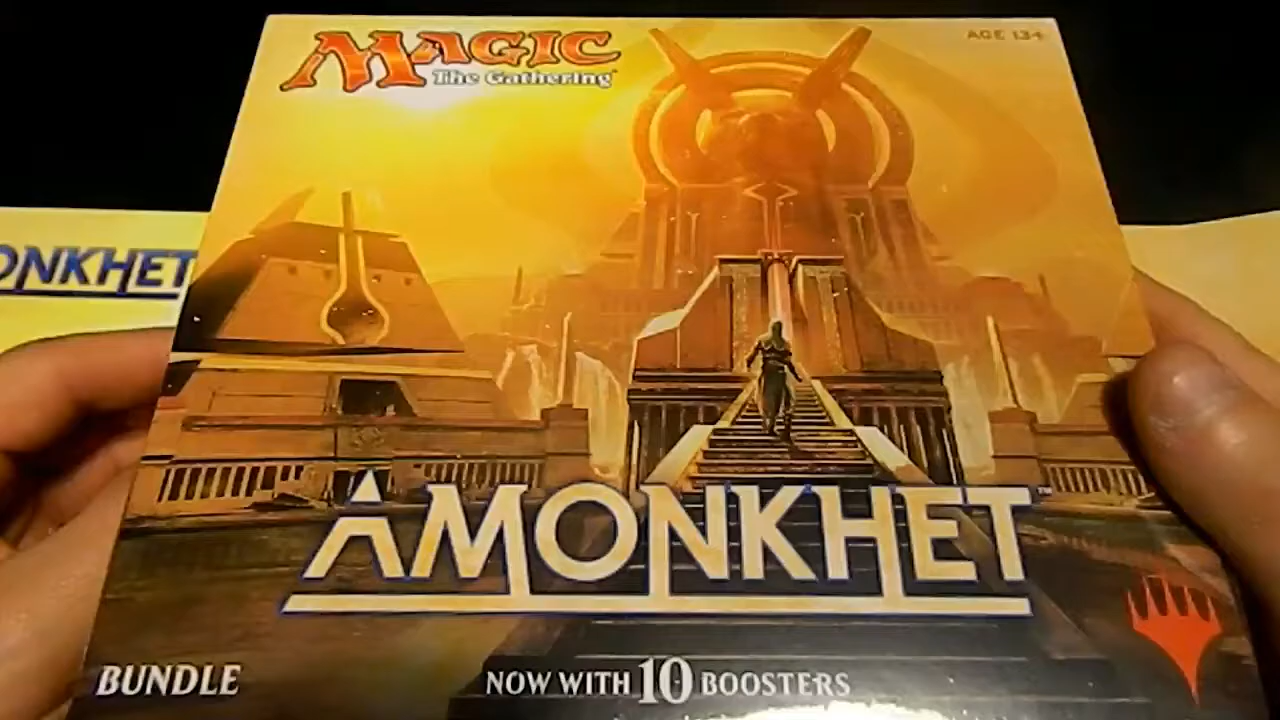 MAGIC
The Gathering
AGE 13+
ONKHET
AMONKHET
BUNDLE
NOW WITH 10 BOOSTERS